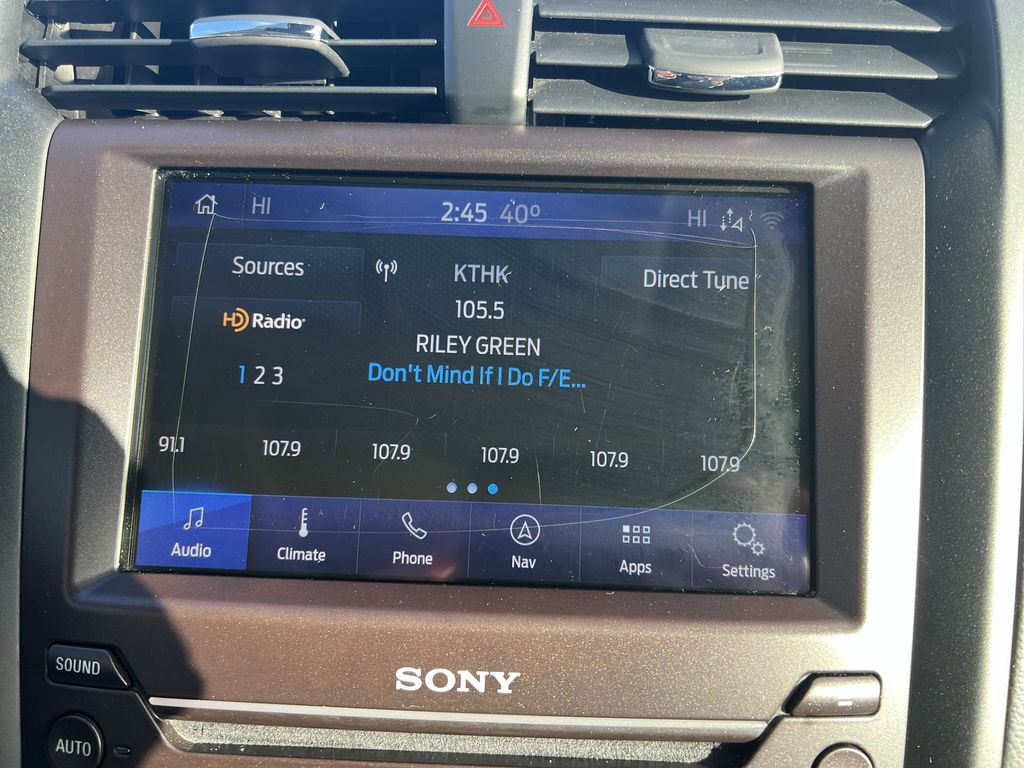 HI 2:45 40° HI
Sources KTHK Direct Tune
105.5
HD Radio
RILEY GREEN
1 2 3 Don't Mind If I Do F/E...
91.1 107.9 107.9 107.9 107.9 107.9
Audio Climate Phone Nav Apps Settings
SOUND
SONY
AUTO